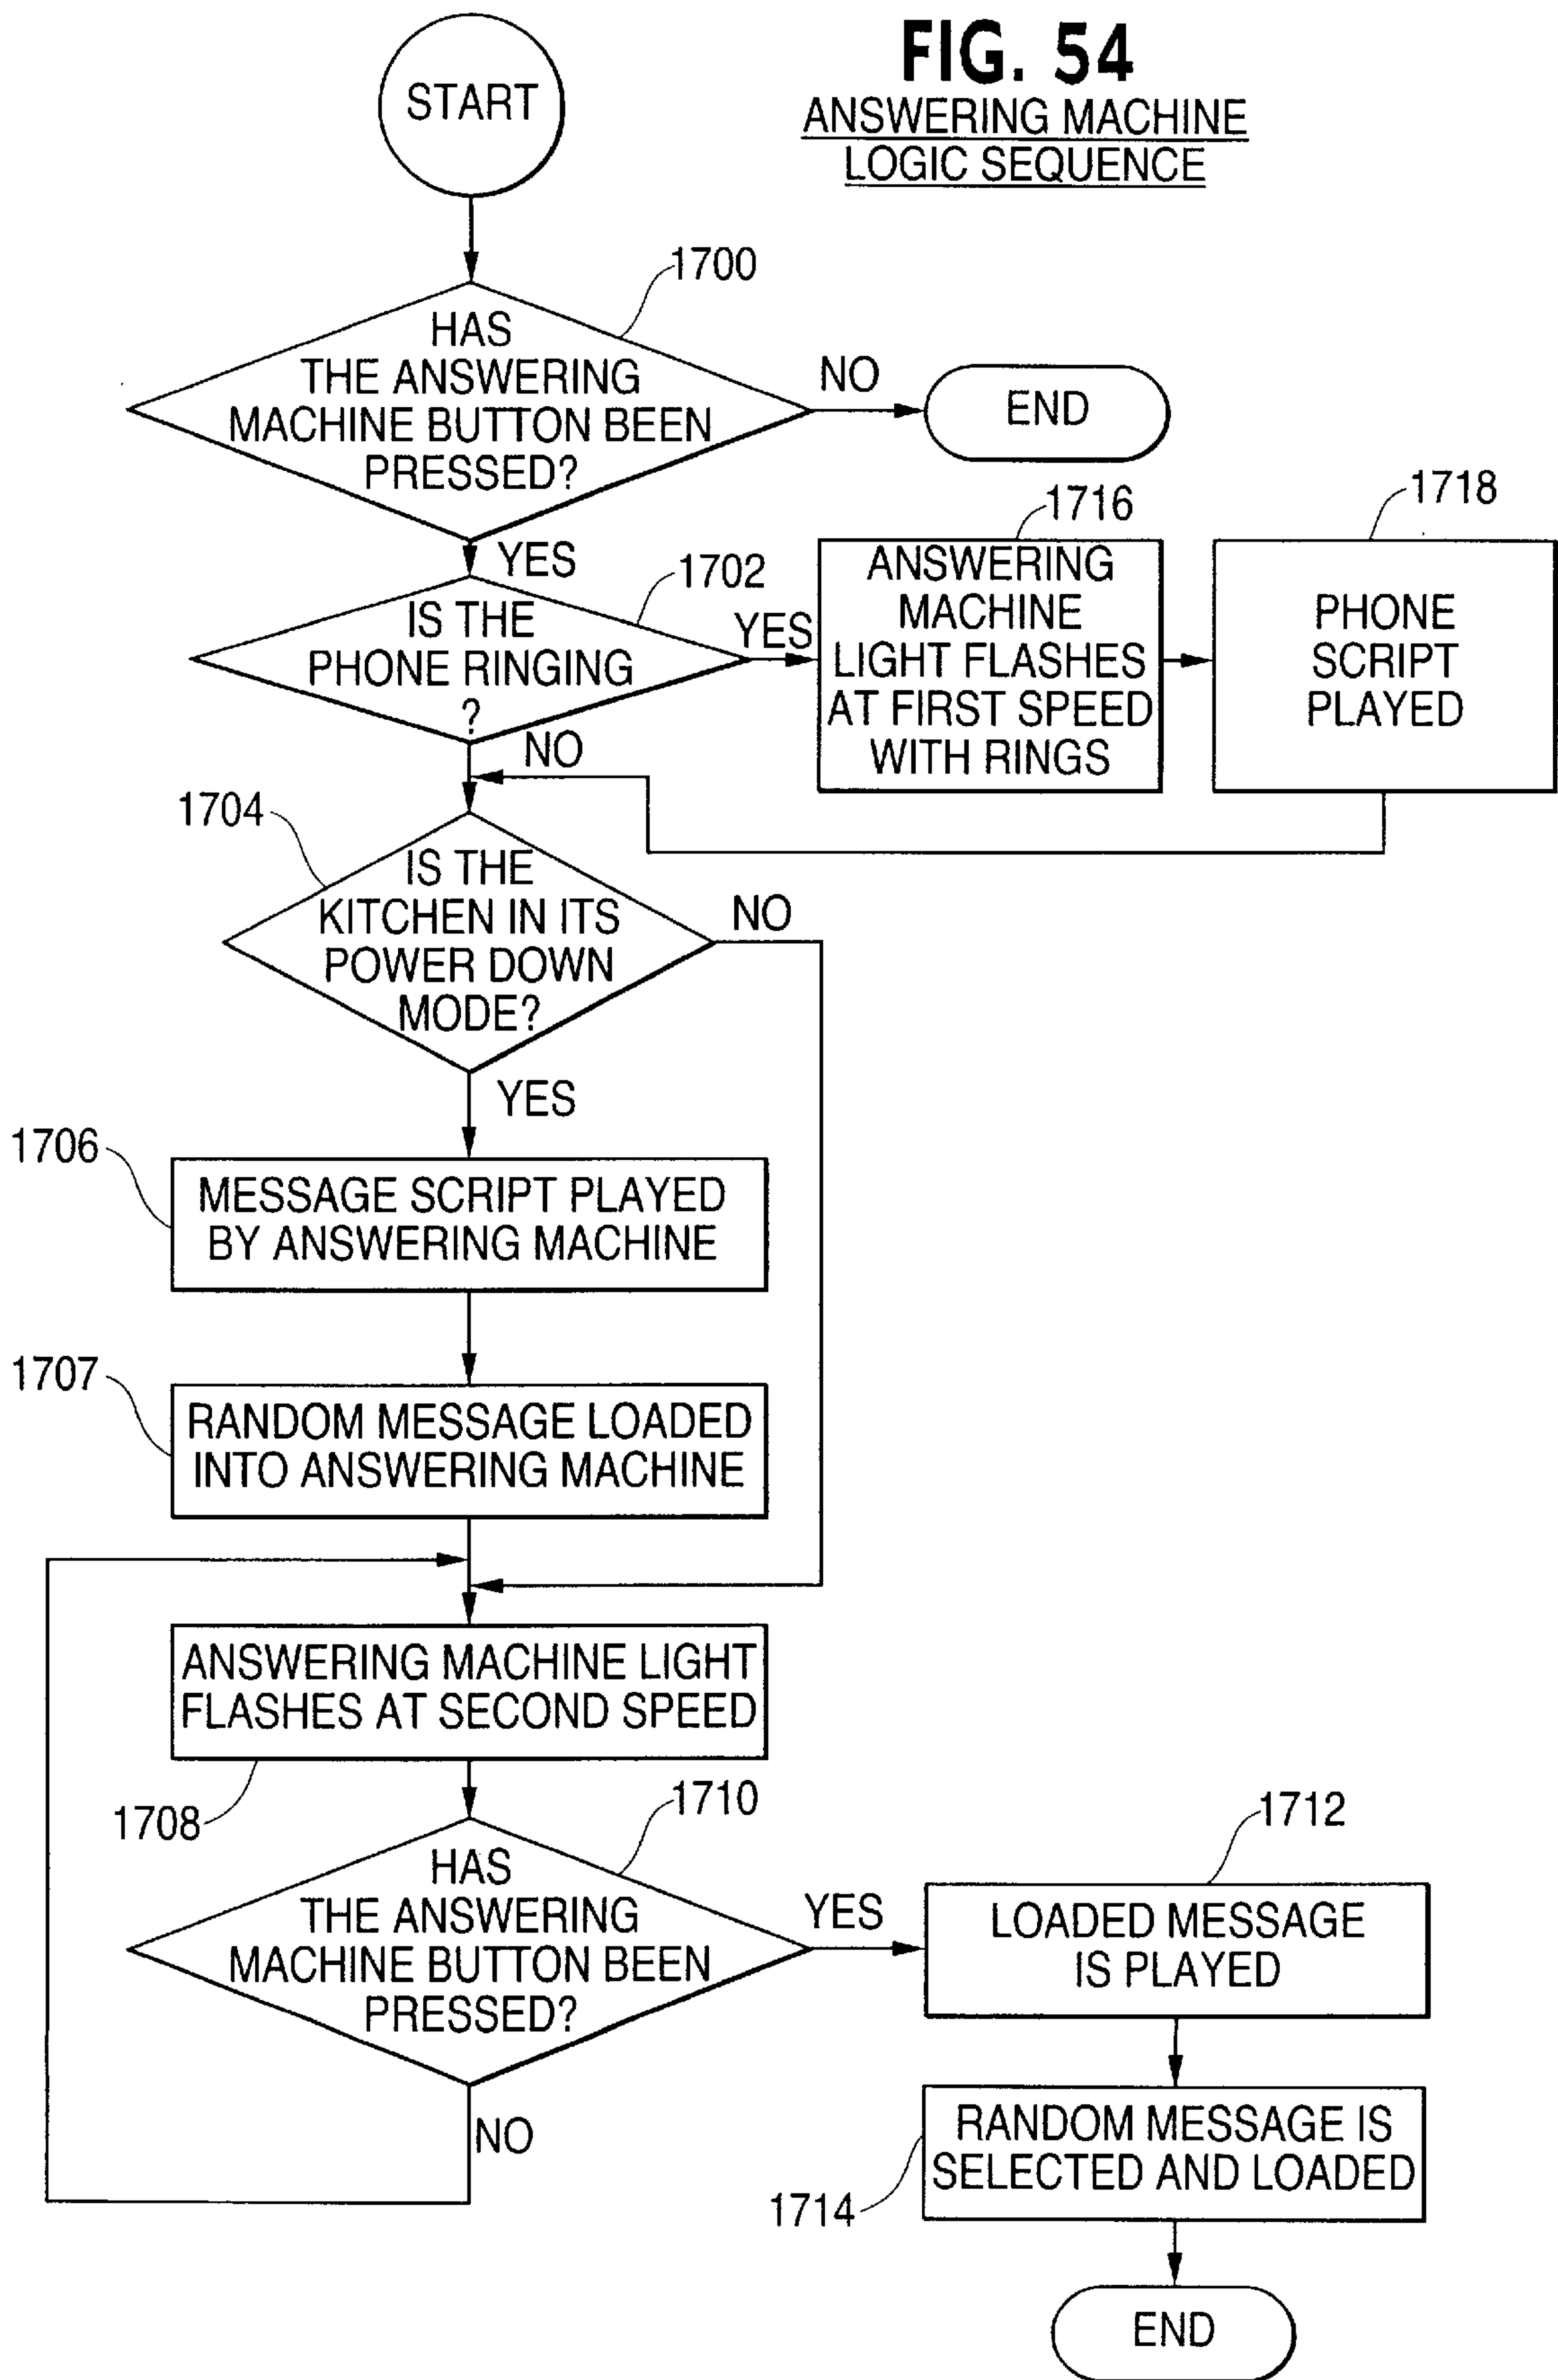 FIG. 54
ANSWERING MACHINE
LOGIC SEQUENCE
START
1700
HAS
THE ANSWERING
MACHINE BUTTON BEEN
PRESSED?
NO
END
YES
1702
IS THE
PHONE RINGING
?
YES
1716
ANSWERING
MACHINE
LIGHT FLASHES
AT FIRST SPEED
WITH RINGS
1718
PHONE
SCRIPT
PLAYED
NO
1704
IS THE
KITCHEN IN ITS
POWER DOWN
MODE?
NO
YES
1706
MESSAGE SCRIPT PLAYED
BY ANSWERING MACHINE
1707
RANDOM MESSAGE LOADED
INTO ANSWERING MACHINE
ANSWERING MACHINE LIGHT
FLASHES AT SECOND SPEED
1708
1710
HAS
THE ANSWERING
MACHINE BUTTON BEEN
PRESSED?
YES
1712
LOADED MESSAGE
IS PLAYED
NO
RANDOM MESSAGE IS
SELECTED AND LOADED
1714
END